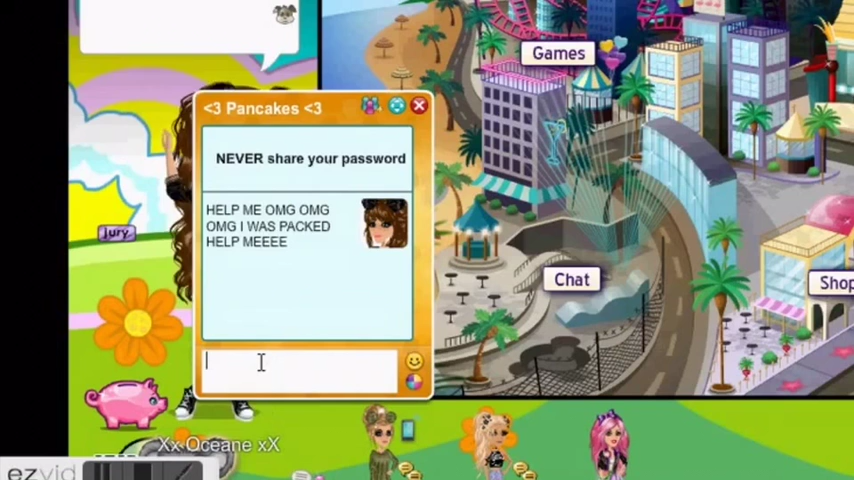 Games
<3 Pancakes <3
NEVER share your password
HELP ME OMG OMG
OMG I WAS PACKED
HELP MEEEE
jury
Chat
Shop
Xx Oceane xX
ezvid